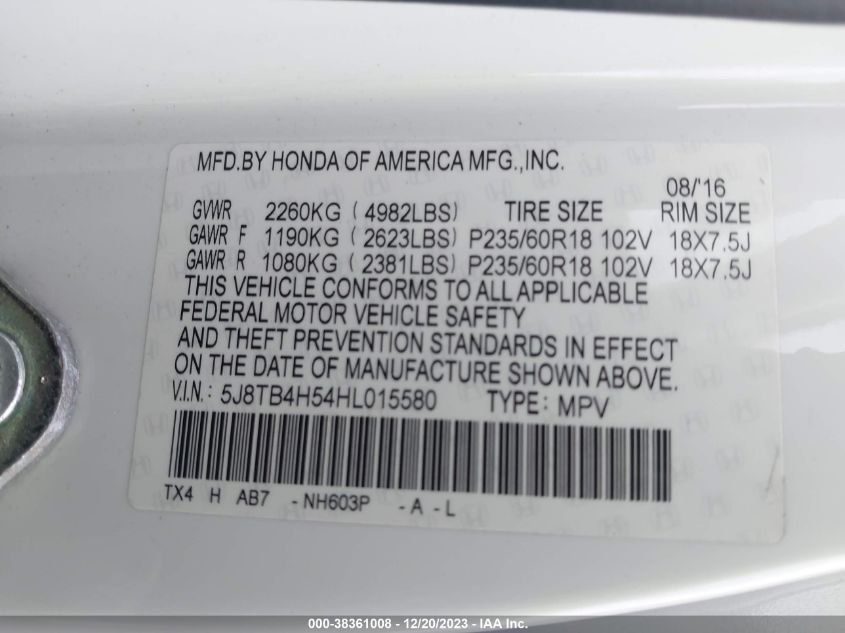 MFD.BY HONDA OF AMERICA MFG.,INC.
08/'16
GVWR 2260KG ( 4982LBS) TIRE SIZE RIM SIZE
GAWR F 1190KG ( 2623LBS) P235/60R18 102V 18X7.5J
GAWR R 1080KG ( 2381LBS) P235/60R18 102V 18X7.5J
THIS VEHICLE CONFORMS TO ALL APPLICABLE
FEDERAL MOTOR VEHICLE SAFETY
AND THEFT PREVENTION STANDARDS IN EFFECT
ON THE DATE OF MANUFACTURE SHOWN ABOVE.
V.I.N.: 5J8TB4H54HL015580 TYPE: MPV
TX4 H AB7 - NH603P - A - L
000-38361008 - 12/20/2023 - IAA Inc.